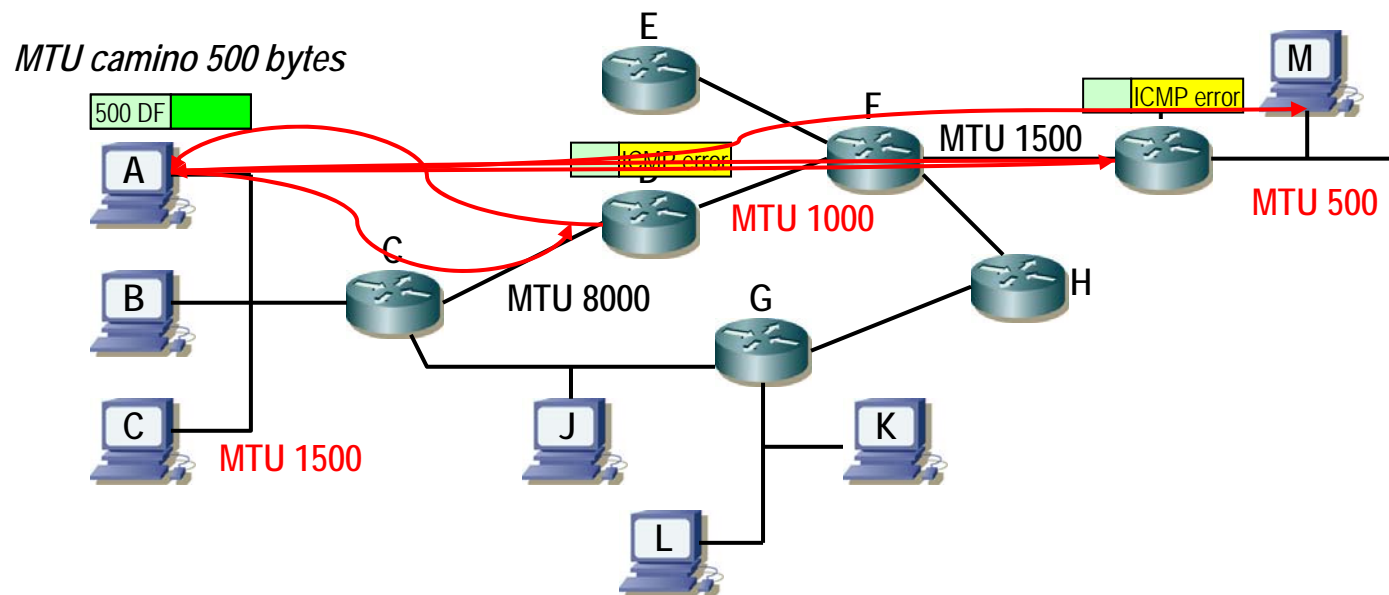 E
MTU camino 500 bytes
M
500 DF
ICMP error
F
MTU 1500
A
ICMP error
D
MTU 1000
MTU 500
C
B
MTU 8000
G
H
C
J
K
MTU 1500
L